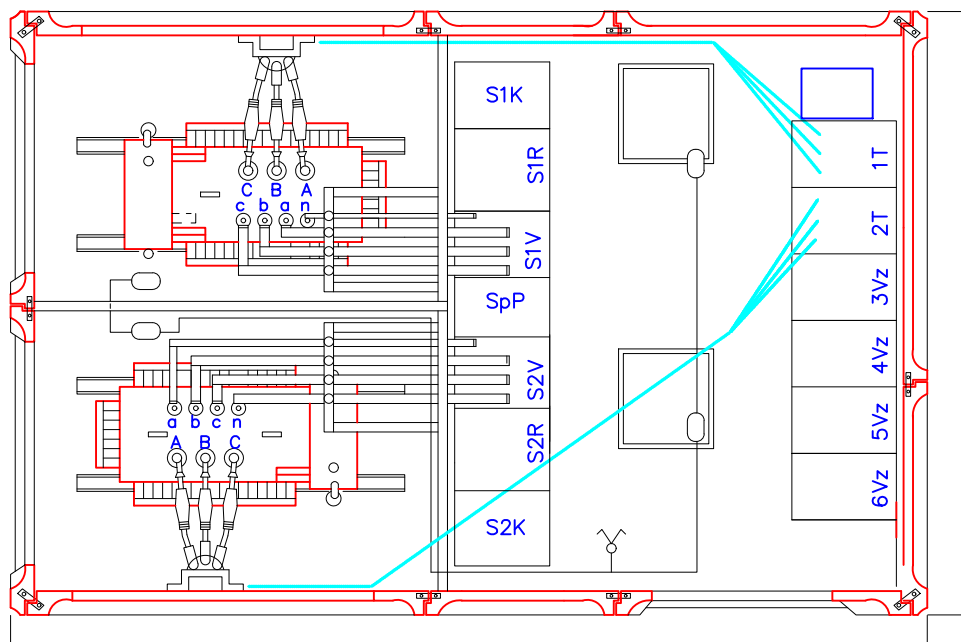 S1K
S1R
S1V
SpP
S2V
S2R
S2K
1T
2T
3Vz
4Vz
5Vz
6Vz
C B A
c b a n
a b c n
A B C